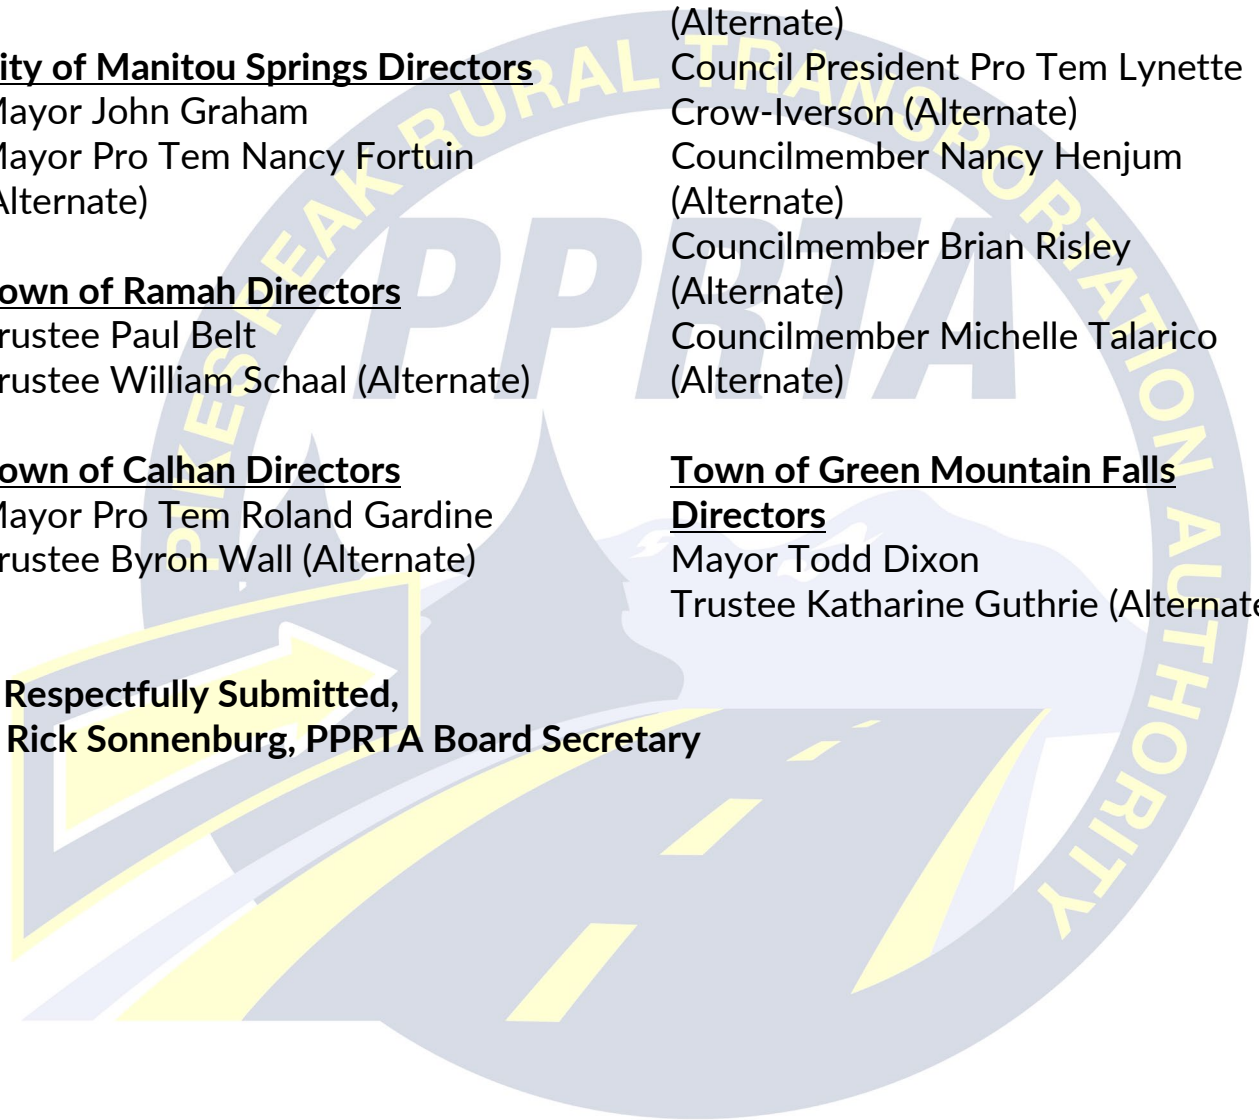 ity of Manitou Springs Directors
Mayor John Graham
Mayor Pro Tem Nancy Fortuin
Alternate)
own of Ramah Directors
rustee Paul Belt
rustee William Schaal (Alternate)
own of Calhan Directors
Mayor Pro Tem Roland Gardine
rustee Byron Wall (Alternate)
(Alternate)
Council President Pro Tem Lynette
Crow-Iverson (Alternate)
Councilmember Nancy Henjum
(Alternate)
Councilmember Brian Risley
(Alternate)
Councilmember Michelle Talarico
(Alternate)
Town of Green Mountain Falls
Directors
Mayor Todd Dixon
Trustee Katharine Guthrie (Alternate
Respectfully Submitted,
Rick Sonnenburg, PPRTA Board Secretary
PIKES PEAK RURAL TRANSPORTATION AUTHORITY
PPRTA